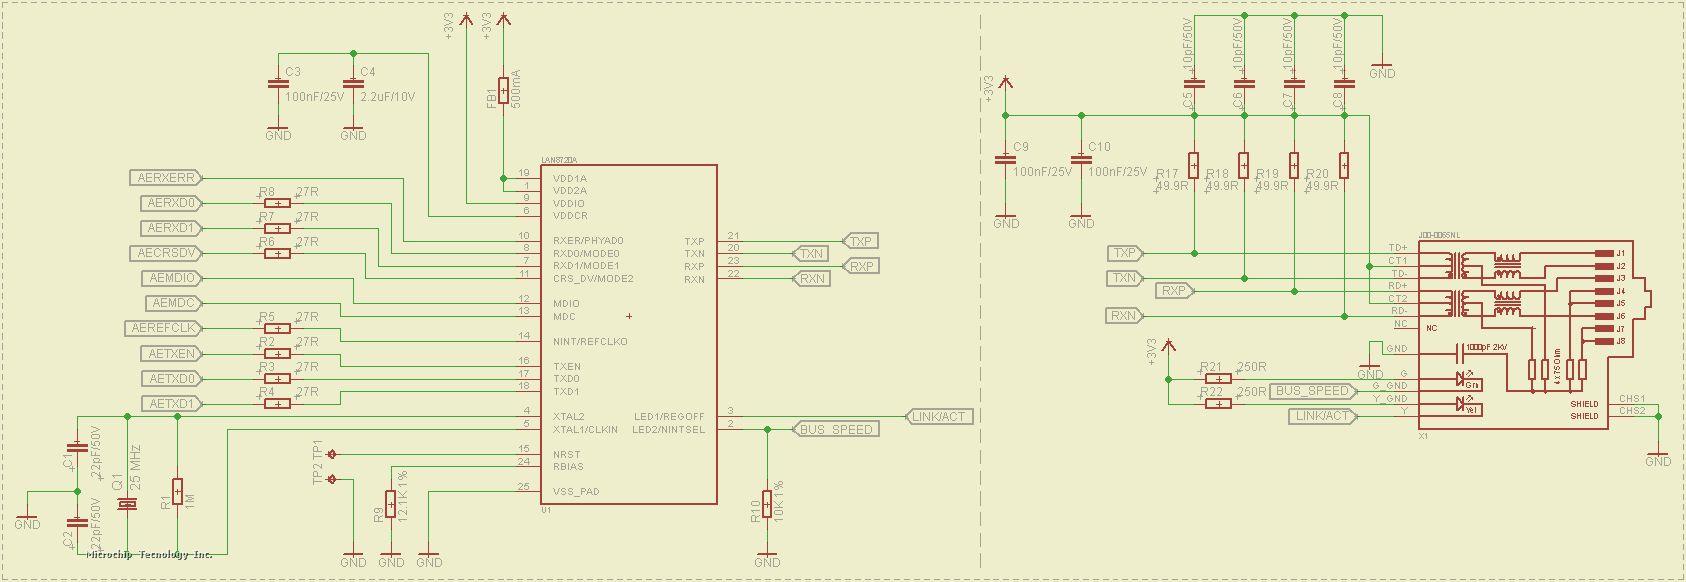 +3V3
+3V3
C3
100nF/25V
C4
2.2uF/10V
GND
GND
FB1
500mA
LAN8720A
AERXERR
AERXD0
AERXD1
AECRSDV
AEMDIO
AEMDC
AEREFCLK
AETXEN
AETXD0
AETXD1
R8 27R
R7 27R
R6 27R
R5 27R
R2 27R
R3 27R
R4 27R
19 VDD1A
1 VDD2A
9 VDDIO
6 VDDCR
10 RXER/PHYAD0
8 RXD0/MODE0
7 RXD1/MODE1
11 CRS_DV/MODE2
12 MDIO
13 MDC
14 NINT/REFCLKO
16 TXEN
17 TXD0
18 TXD1
4 XTAL2
5 XTAL1/CLKIN
15 NRST
24 RBIAS
25 VSS_PAD
TXP 21
TXN 20
RXP 23
RXN 22
LED1/REGOFF 3
LED2/NINTSEL 2
TXP
TXN
RXP
RXN
LINK/ACT
BUS_SPEED
U1
C1
22pF/50V
C2
22pF/50V
Q1
25 MHz
R1
1M
GND
TP1
TP2
R9
12.1K 1%
R10
10K 1%
GND
GND
GND
GND
Microchip Tecnology Inc.
+3V3
C9
100nF/25V
C10
100nF/25V
GND
GND
10pF/50V
10pF/50V
10pF/50V
10pF/50V
C5
C6
C7
C8
GND
R17
49.9R
R18
49.9R
R19
49.9R
R20
49.9R
TXP
TXN
RXP
RXN
J00-0065NL
TD+
CT1
TD-
RD+
CT2
RD-
NC
NC
GND
G
G_GND
Y_GND
Y
J1
J2
J3
J4
J5
J6
J7
J8
1000pF 2kV
4x75 Ohm
Grn
Yel
SHIELD CHS1
SHIELD CHS2
X1
GND
+3V3
R21 250R
R22 250R
GND
BUS_SPEED
LINK/ACT